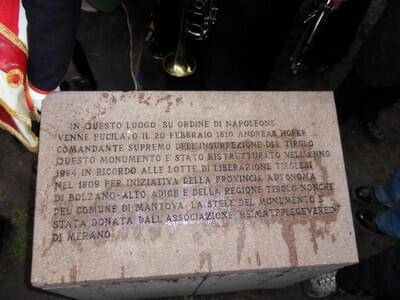 IN QUESTO LUOGO SU ORDINE DI NAPOLEONE
VENNE FUCILATO IL 20 FEBBRAIO 1810 ANDREAS HOFER
COMANDANTE SUPREMO DELL'INSURREZIONE DEL TIROLO
QUESTO MONUMENTO È STATO RISTRUTTURATO NELL'ANNO
1984 IN RICORDO ALLE LOTTE DI LIBERAZIONE TIROLESI
NEL 1809 PER INIZIATIVA DELLA PROVINCIA AUTONOMA
DI BOLZANO-ALTO ADIGE E DELLA REGIONE TIROLO NONCHÈ
DEL COMUNE DI MANTOVA. LA STELE DEL MONUMENTO È
STATA DONATA DALL'ASSOCIAZIONE HEIMATPFLEGEVEREIN
DI MERANO.